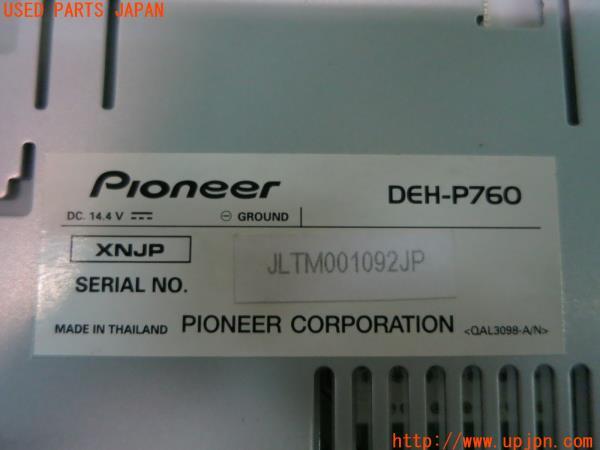 USED PARTS JAPAN
Pioneer DEH-P760
DC. 14.4 V ⎓ ⊖ GROUND
XNJP
SERIAL NO. JLTM001092JP
MADE IN THAILAND PIONEER CORPORATION <QAL3098-A/N>
http://www.upjpn.com/